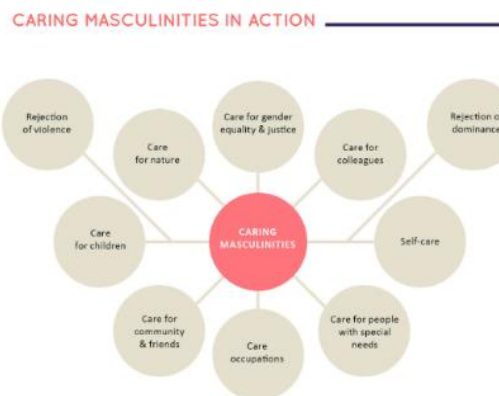 CARING MASCULINITIES IN ACTION
Rejection
of violence
Care
for nature
Care for gender
equality & justice
Care for
colleagues
Rejection o
dominance
Care
for children
CARING
MASCULINITIES
Self-care
Care for
community
& friends
Care
occupations
Care for people
with special
needs